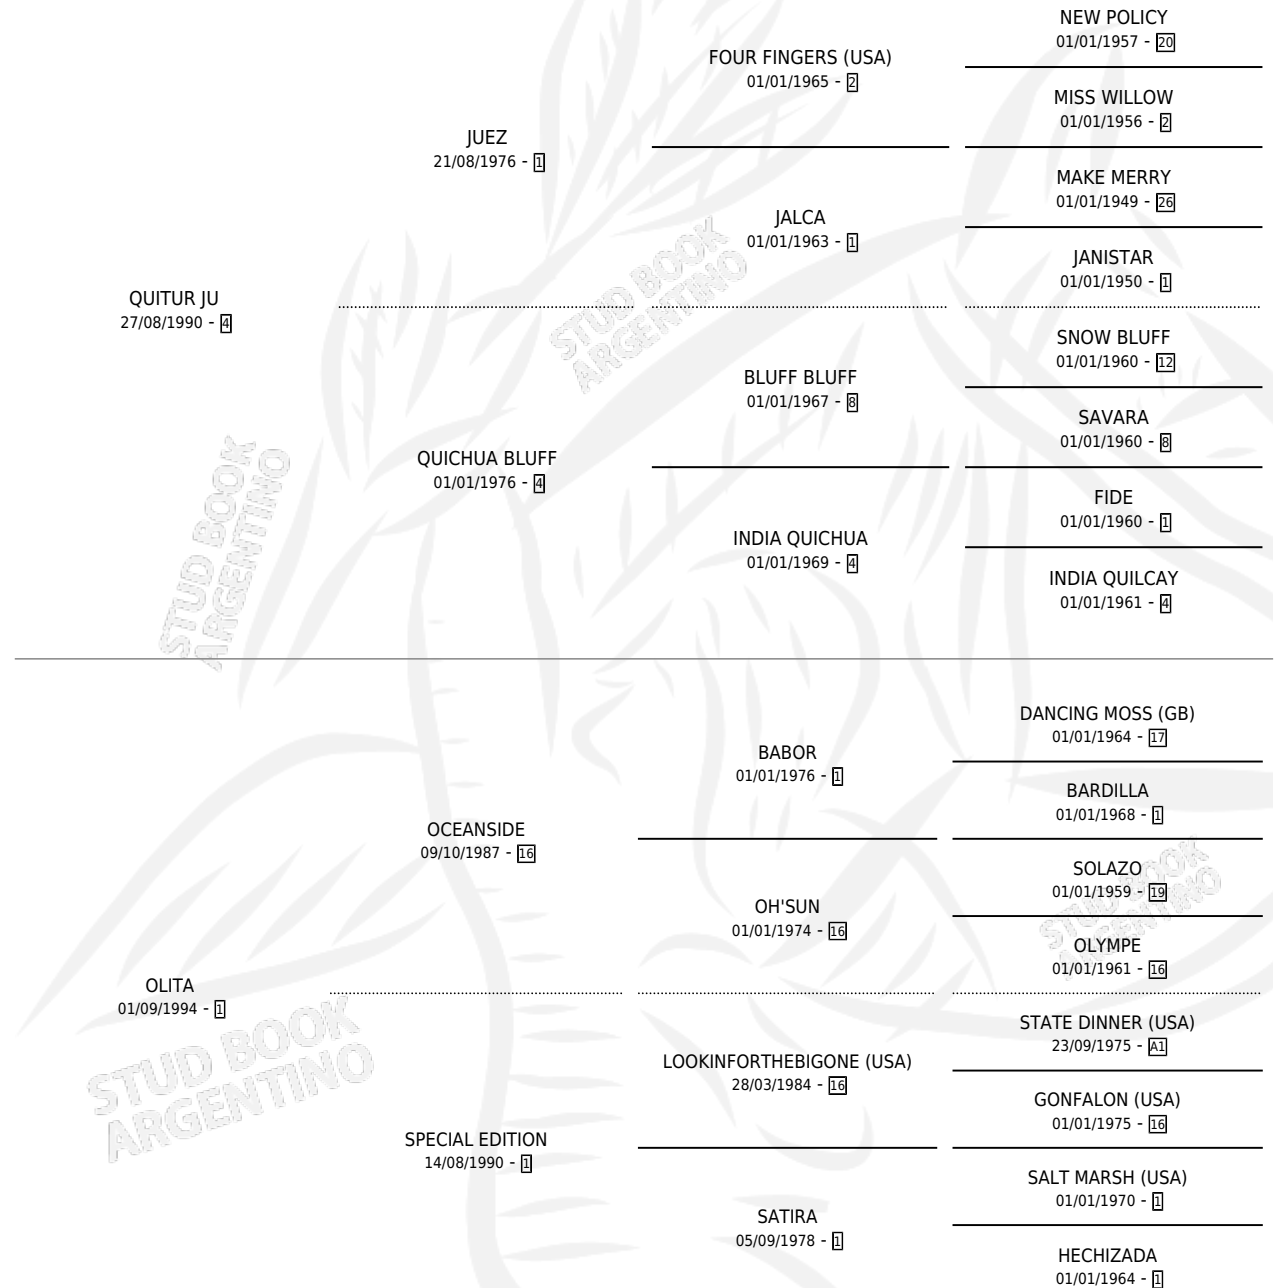 NEW POLICY
01/01/1957 - 20
FOUR FINGERS (USA)
01/01/1965 - 2
MISS WILLOW
01/01/1956 - 2
JUEZ
21/08/1976 - 1
MAKE MERRY
01/01/1949 - 26
JALCA
01/01/1963 - 1
JANISTAR
01/01/1950 - 1
QUITUR JU
27/08/1990 - 4
SNOW BLUFF
01/01/1960 - 12
BLUFF BLUFF
01/01/1967 - 8
SAVARA
01/01/1960 - 8
QUICHUA BLUFF
01/01/1976 - 4
FIDE
01/01/1960 - 1
INDIA QUICHUA
01/01/1969 - 4
INDIA QUILCAY
01/01/1961 - 4
STUD BOOK
ARGENTINO
STUD BOOK
ARGENTINO
DANCING MOSS (GB)
01/01/1964 - 17
BABOR
01/01/1976 - 1
BARDILLA
01/01/1968 - 1
OCEANSIDE
09/10/1987 - 16
SOLAZO
01/01/1959 - 19
OH'SUN
01/01/1974 - 16
OLYMPE
01/01/1961 - 16
STUD BOOK
ARGENTINO
OLITA
01/09/1994 - 1
STATE DINNER (USA)
23/09/1975 - A1
LOOKINFORTHEBIGONE (USA)
28/03/1984 - 16
GONFALON (USA)
01/01/1975 - 16
STUD BOOK
ARGENTINO
SPECIAL EDITION
14/08/1990 - 1
SALT MARSH (USA)
01/01/1970 - 1
SATIRA
05/09/1978 - 1
HECHIZADA
01/01/1964 - 1